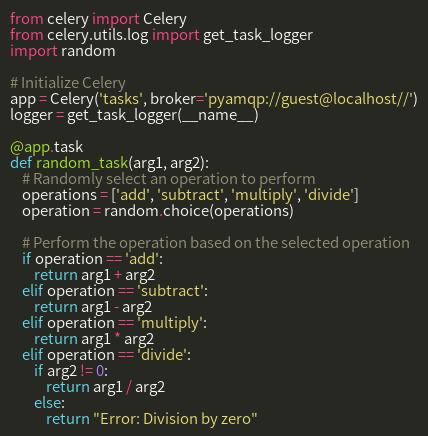 from celery import Celery
from celery.utils.log import get_task_logger
import random

# Initialize Celery
app = Celery('tasks', broker='pyamqp://guest@localhost//')
logger = get_task_logger(__name__)

@app.task
def random_task(arg1, arg2):
    # Randomly select an operation to perform
    operations = ['add', 'subtract', 'multiply', 'divide']
    operation = random.choice(operations)

    # Perform the operation based on the selected operation
    if operation == 'add':
        return arg1 + arg2
    elif operation == 'subtract':
        return arg1 - arg2
    elif operation == 'multiply':
        return arg1 * arg2
    elif operation == 'divide':
        if arg2 != 0:
            return arg1 / arg2
        else:
            return "Error: Division by zero"